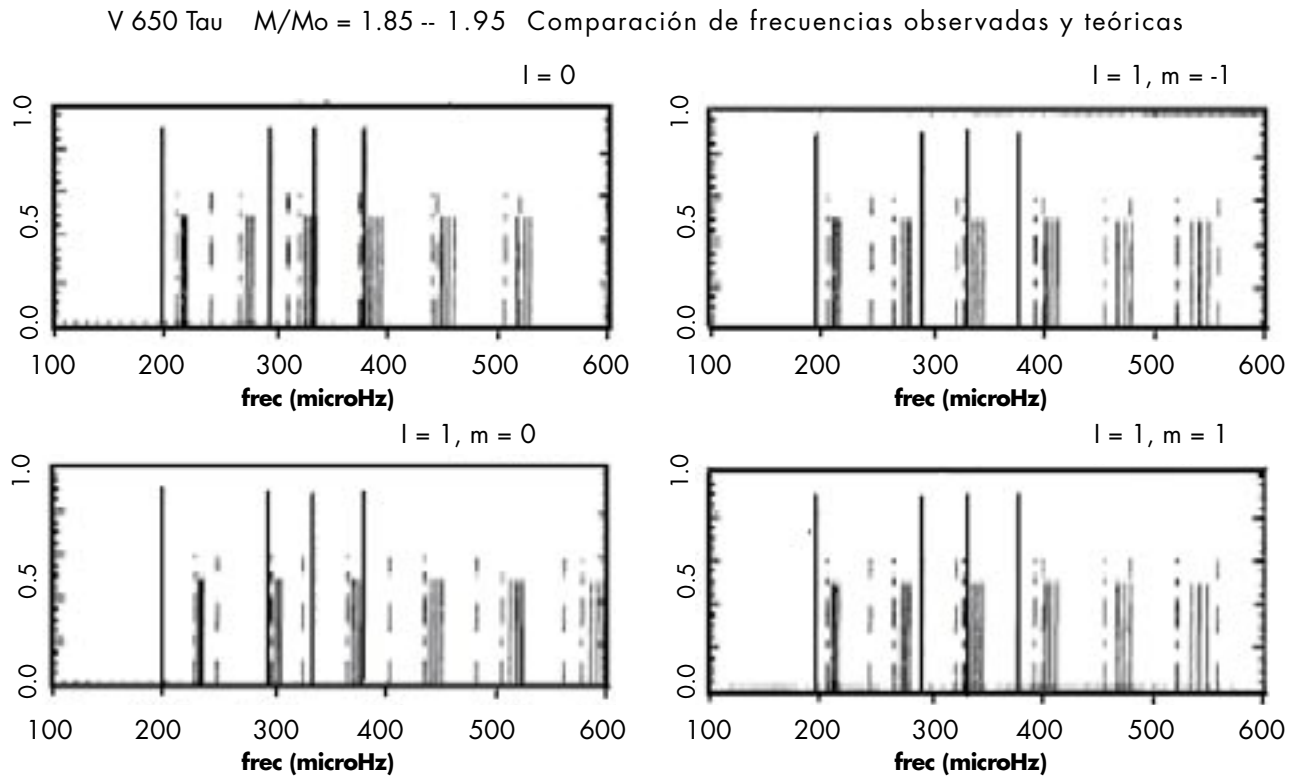 V 650 Tau M/Mo = 1.85 -- 1.95 Comparación de frecuencias observadas y teóricas
l = 0
1.0
0.5
0.0
100 200 300 400 500 600
frec (microHz)
l = 1, m = -1
1.0
0.5
0.0
100 200 300 400 500 600
frec (microHz)
l = 1, m = 0
1.0
0.5
0.0
100 200 300 400 500 600
frec (microHz)
l = 1, m = 1
1.0
0.5
0.0
100 200 300 400 500 600
frec (microHz)